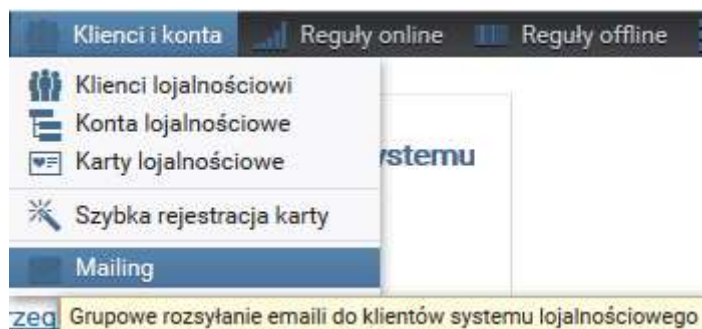 Klienci i konta Reguły online Reguły offline
Klienci lojalnościowi
Konta lojalnościowe
ystemu
Karty lojalnościowe
Szybka rejestracja karty
Mailing
rzeg Grupowe rozsyłanie emaili do klientów systemu lojalnościowego